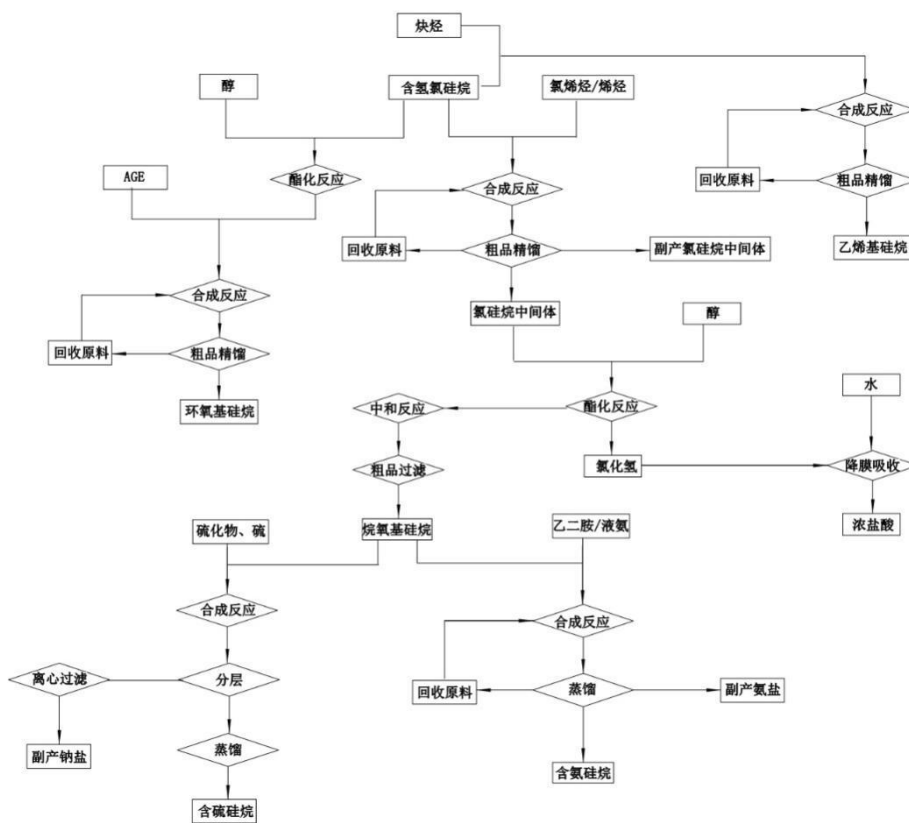 炔烃
醇
含氢氯硅烷
氯烯烃/烯烃
合成反应
AGE
酯化反应
合成反应
回收原料
粗品精馏
回收原料
粗品精馏
副产氯硅烷中间体
乙烯基硅烷
合成反应
氯硅烷中间体
醇
回收原料
粗品精馏
环氧基硅烷
中和反应
酯化反应
水
粗品过滤
氯化氢
降膜吸收
硫化物、硫
烷氧基硅烷
乙二胺/液氨
浓盐酸
合成反应
合成反应
离心过滤
分层
回收原料
蒸馏
副产氨盐
副产钠盐
蒸馏
含氨硅烷
含硫硅烷